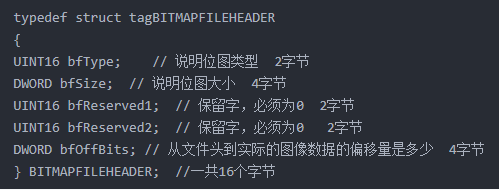 typedef struct tagBITMAPFILEHEADER
{
UINT16 bfType;    // 说明位图类型  2字节
DWORD bfSize;  // 说明位图大小  4字节
UINT16 bfReserved1;  // 保留字，必须为0  2字节
UINT16 bfReserved2;  // 保留字，必须为0   2字节
DWORD bfOffBits; // 从文件头到实际的图像数据的偏移量是多少  4字节
} BITMAPFILEHEADER;  //一共16个字节